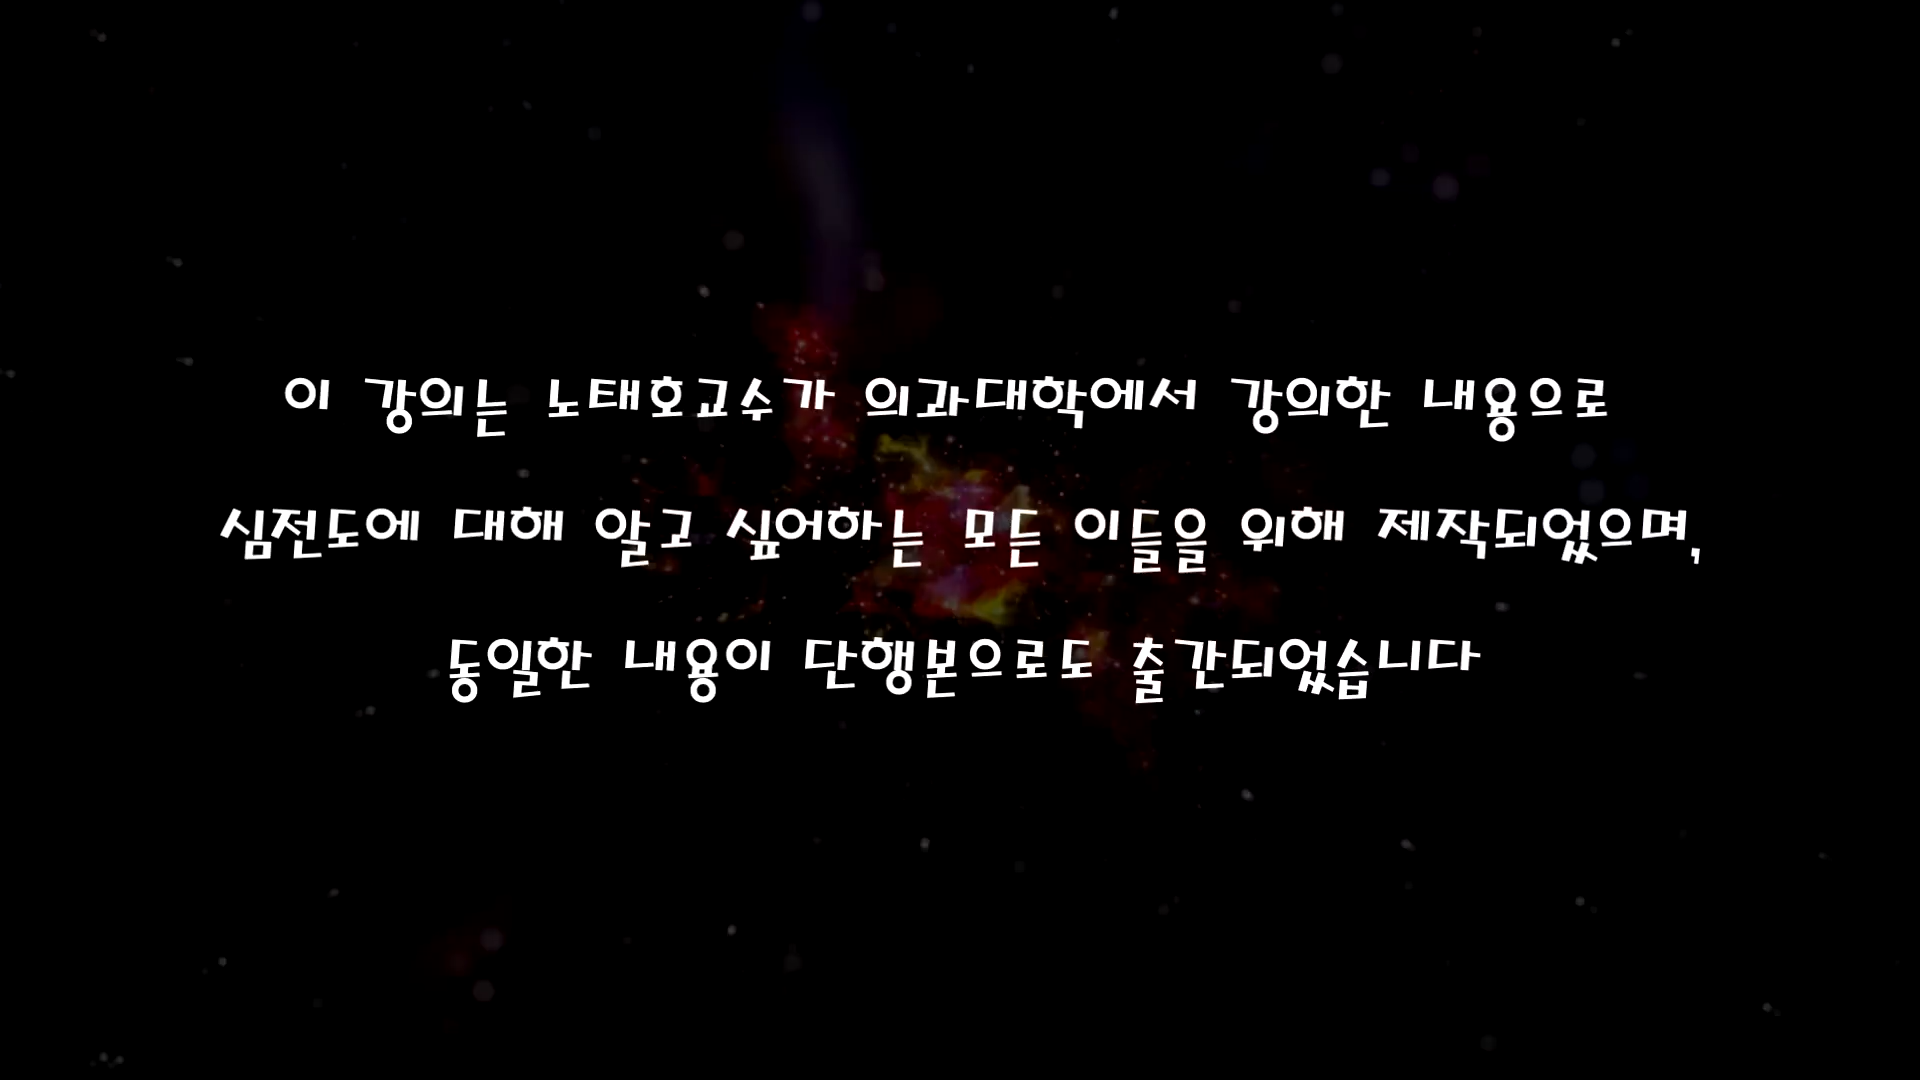 이 강의는 노태호교수가 의과대학에서 강의한 내용으로
심전도에 대해 알고 싶어하는 모든 이들을 위해 제작되었으며,
동일한 내용이 단행본으로도 출간되었습니다